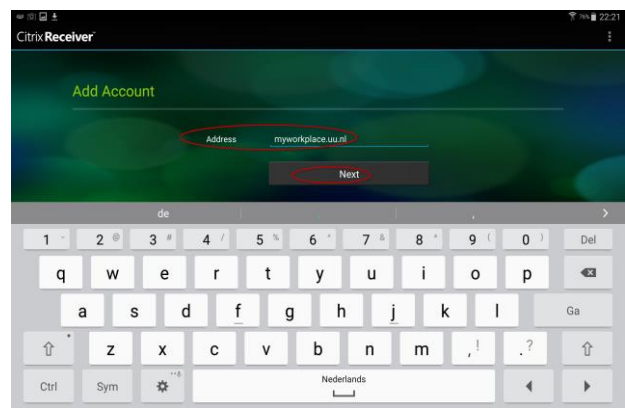 76% 22:21
Citrix Receiver
Add Account
Address myworkplace.uu.nl
Next
de , ,
1 - 2 @ 3 # 4 / 5 % 6 ^ 7 & 8 * 9 ( 0 ) Del
q w e r t y u i o p
a s d f g h j k l Ga
z x c v b n m , ! . ?
Ctrl Sym Nederlands